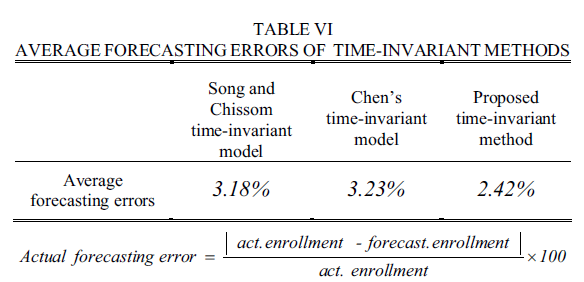 TABLE VI
AVERAGE FORECASTING ERRORS OF TIME-INVARIANT METHODS
Song and Chissom time-invariant model
Chen's time-invariant model
Proposed time-invariant method
Average forecasting errors
3.18%
3.23%
2.42%
Actual forecasting error = | act. enrollment - forecast. enrollment | / act. enrollment × 100